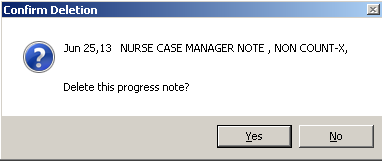 Confirm Deletion
Jun 25,13 NURSE CASE MANAGER NOTE , NON COUNT-X,
Delete this progress note?
Yes No